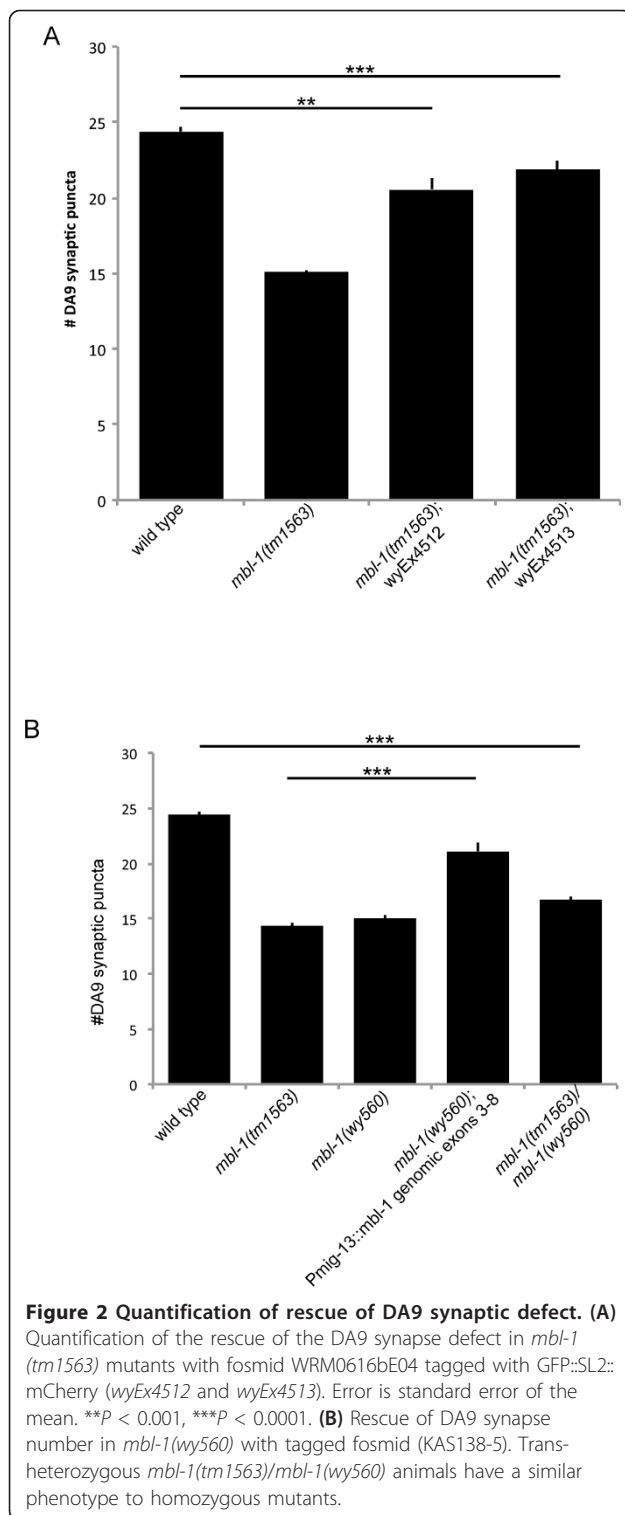 A
30
25
20
15
10
5
0
# DA9 synaptic puncta
***
**
wild type
mbl-1(tm1563)
mbl-1(tm1563);
wyEx4512
mbl-1(tm1563);
wyEx4513
B
30
25
20
15
10
5
0
#DA9 synaptic puncta
***
***
wild type
mbl-1(tm1563)
mbl-1(wy560)
mbl-1(wy560);
Pmig-13::mbl-1 genomic exons 3-8
mbl-1(tm1563)/
mbl-1(wy560)
Figure 2 Quantification of rescue of DA9 synaptic defect. (A)
Quantification of the rescue of the DA9 synapse defect in mbl-1
(tm1563) mutants with fosmid WRM0616bE04 tagged with GFP::SL2::
mCherry (wyEx4512 and wyEx4513). Error is standard error of the
mean. **P < 0.001, ***P < 0.0001. (B) Rescue of DA9 synapse
number in mbl-1(wy560) with tagged fosmid (KAS138-5). Trans-
heterozygous mbl-1(tm1563)/mbl-1(wy560) animals have a similar
phenotype to homozygous mutants.